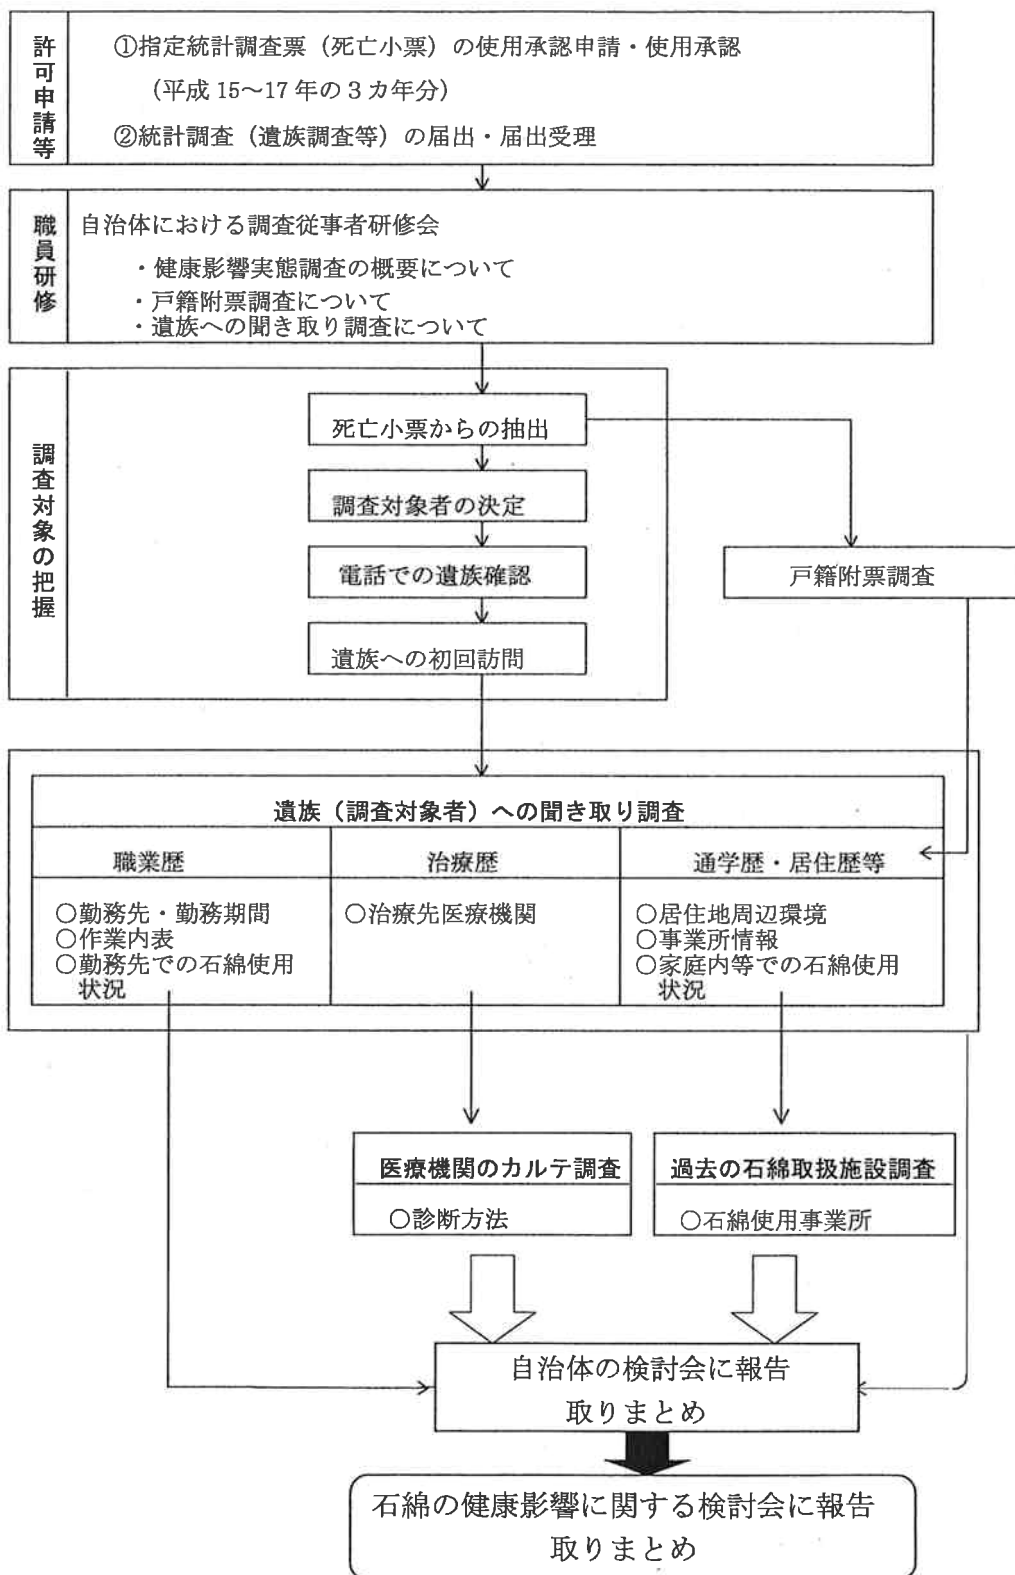 許可申請等
①指定統計調査票（死亡小票）の使用承認申請・使用承認
（平成 15～17 年の 3 カ年分）
②統計調査（遺族調査等）の届出・届出受理
職員研修
自治体における調査従事者研修会
・健康影響実態調査の概要について
・戸籍附票調査について
・遺族への聞き取り調査について
調査対象の把握
死亡小票からの抽出
調査対象者の決定
電話での遺族確認
遺族への初回訪問
戸籍附票調査
遺族（調査対象者）への聞き取り調査
職業歴
○勤務先・勤務期間
○作業内表
○勤務先での石綿使用
状況
治療歴
○治療先医療機関
通学歴・居住歴等
○居住地周辺環境
○事業所情報
○家庭内等での石綿使用
状況
医療機関のカルテ調査
○診断方法
過去の石綿取扱施設調査
○石綿使用事業所
自治体の検討会に報告
取りまとめ
石綿の健康影響に関する検討会に報告
取りまとめ